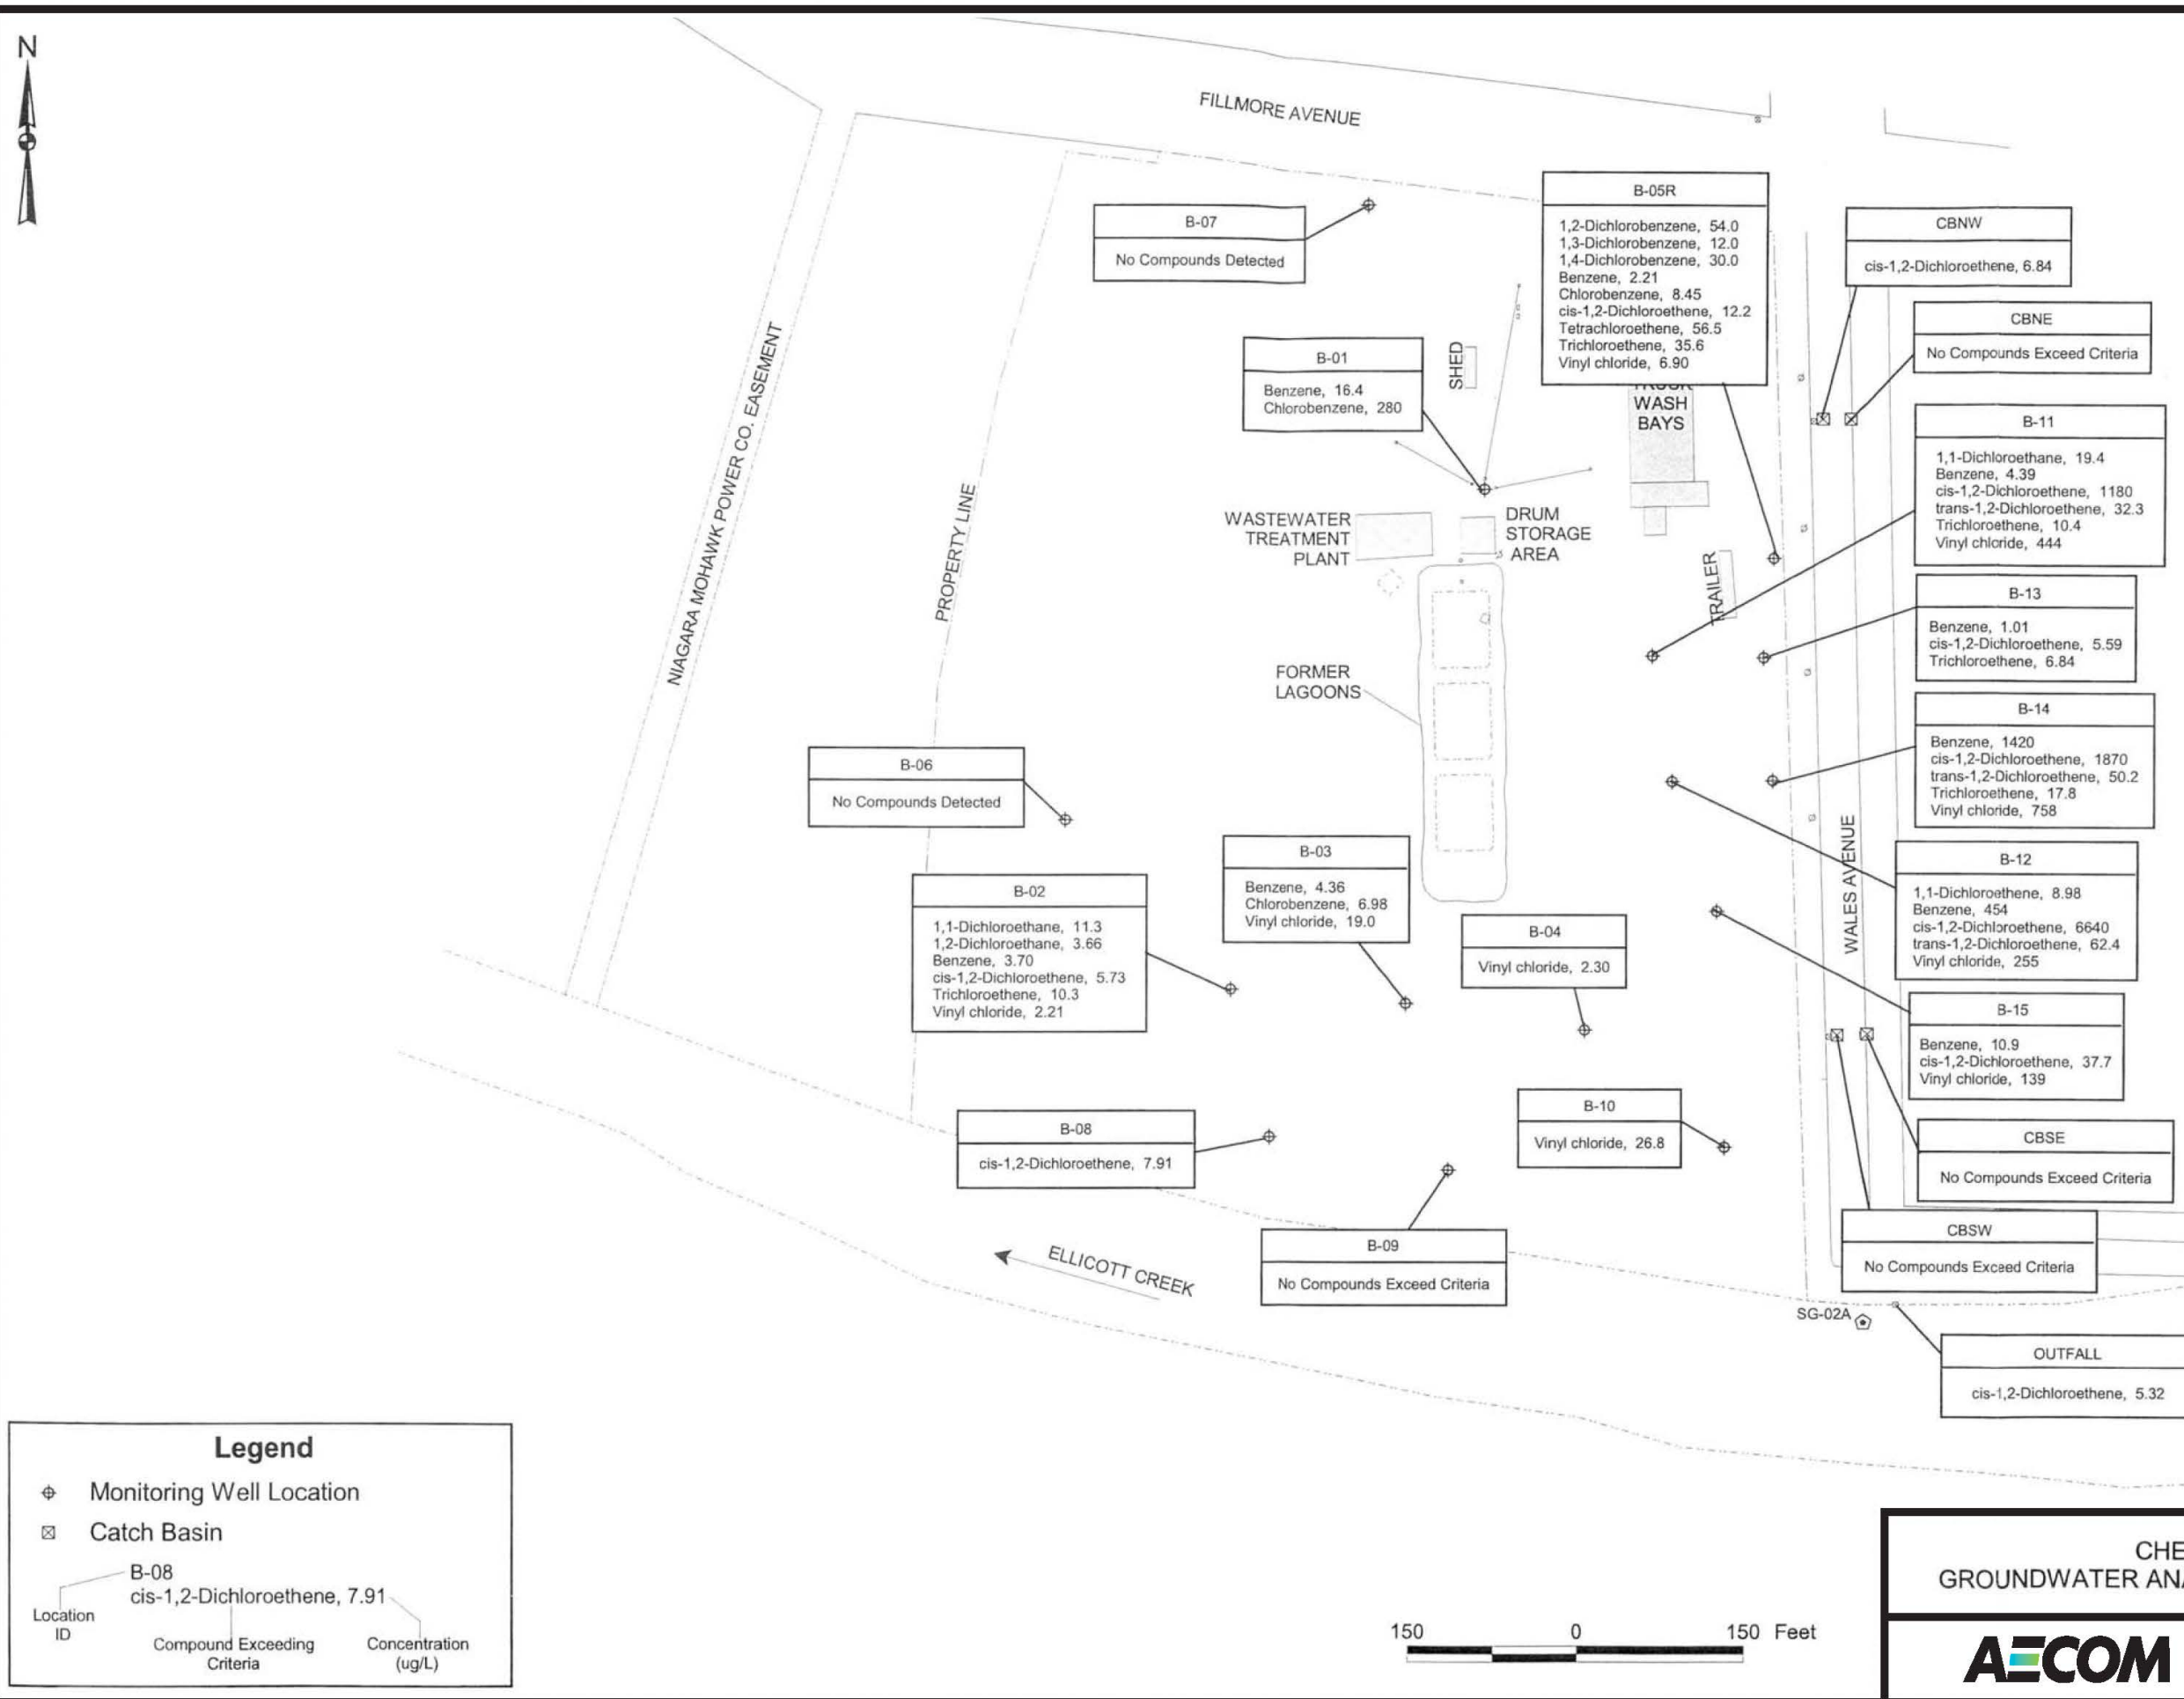 N
FILLMORE AVENUE
NIAGARA MOHAWK POWER CO. EASEMENT
PROPERTY LINE
B-07
No Compounds Detected
B-05R
1,2-Dichlorobenzene, 54.0
1,3-Dichlorobenzene, 12.0
1,4-Dichlorobenzene, 30.0
Benzene, 2.21
Chlorobenzene, 8.45
cis-1,2-Dichloroethene, 12.2
Tetrachloroethene, 56.5
Trichloroethene, 35.6
Vinyl chloride, 6.90
CBNW
cis-1,2-Dichloroethene, 6.84
CBNE
No Compounds Exceed Criteria
B-01
Benzene, 16.4
Chlorobenzene, 280
SHED
TRUCK
WASH
BAYS
B-11
1,1-Dichloroethane, 19.4
Benzene, 4.39
cis-1,2-Dichloroethene, 1180
trans-1,2-Dichloroethene, 32.3
Trichloroethene, 10.4
Vinyl chloride, 444
WASTEWATER
TREATMENT
PLANT
DRUM
STORAGE
AREA
TRAILER
B-13
Benzene, 1.01
cis-1,2-Dichloroethene, 5.59
Trichloroethene, 6.84
FORMER
LAGOONS
B-14
Benzene, 1420
cis-1,2-Dichloroethene, 1870
trans-1,2-Dichloroethene, 50.2
Trichloroethene, 17.8
Vinyl chloride, 758
B-06
No Compounds Detected
WALES AVENUE
B-12
1,1-Dichloroethene, 8.98
Benzene, 454
cis-1,2-Dichloroethene, 6640
trans-1,2-Dichloroethene, 62.4
Vinyl chloride, 255
B-03
Benzene, 4.36
Chlorobenzene, 6.98
Vinyl chloride, 19.0
B-02
1,1-Dichloroethane, 11.3
1,2-Dichloroethane, 3.66
Benzene, 3.70
cis-1,2-Dichloroethene, 5.73
Trichloroethene, 10.3
Vinyl chloride, 2.21
B-04
Vinyl chloride, 2.30
B-15
Benzene, 10.9
cis-1,2-Dichloroethene, 37.7
Vinyl chloride, 139
B-10
Vinyl chloride, 26.8
B-08
cis-1,2-Dichloroethene, 7.91
CBSE
No Compounds Exceed Criteria
CBSW
No Compounds Exceed Criteria
B-09
No Compounds Exceed Criteria
ELLICOTT CREEK
SG-02A
OUTFALL
cis-1,2-Dichloroethene, 5.32
Legend
Monitoring Well Location
Catch Basin
B-08
cis-1,2-Dichloroethene, 7.91
Location
ID
Compound Exceeding
Criteria
Concentration
(ug/L)
150 0 150 Feet
CHE
GROUNDWATER ANA
AECOM